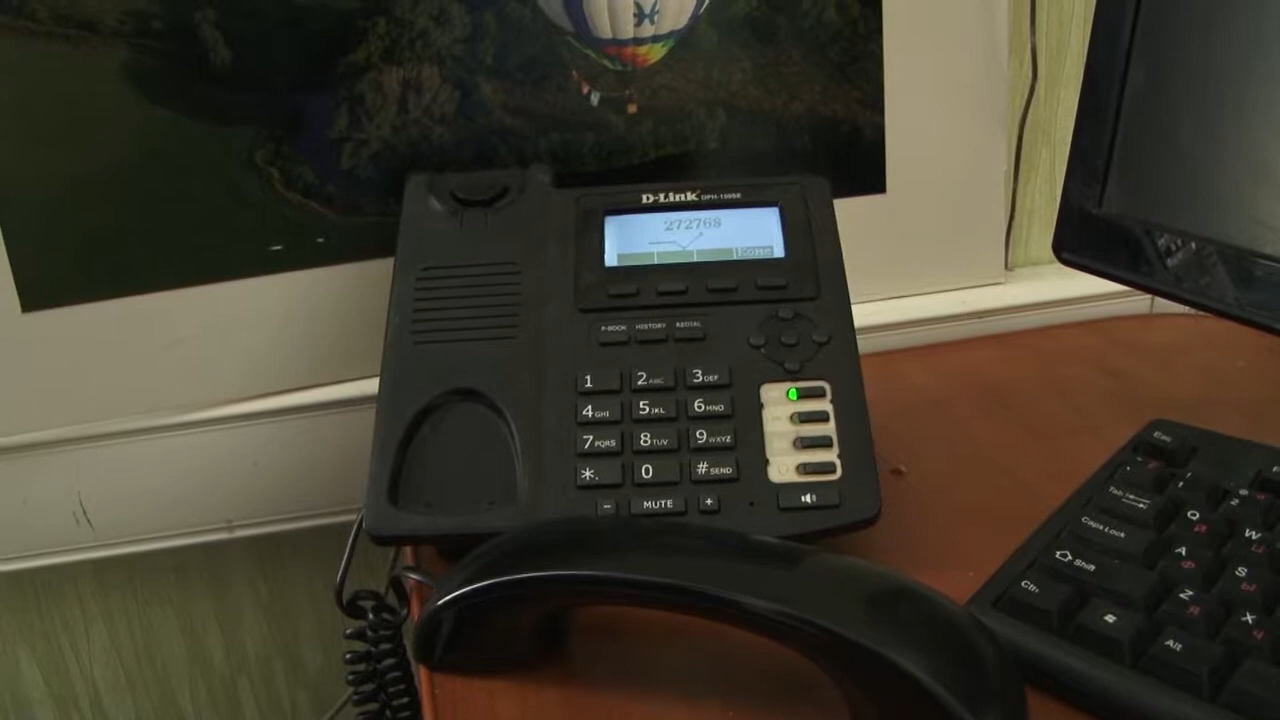 D-Link DPH-150SE
272768
P-BOOK HISTORY REDIAL
1 2ABC 3DEF
4GHI 5JKL 6MNO
7PQRS 8TUV 9WXYZ
*. 0 #SEND
- MUTE +
Esc
Tab
Q Й W Ц
Caps Lock A Ф S Ы
Shift Z Я X Ч
Ctrl Alt